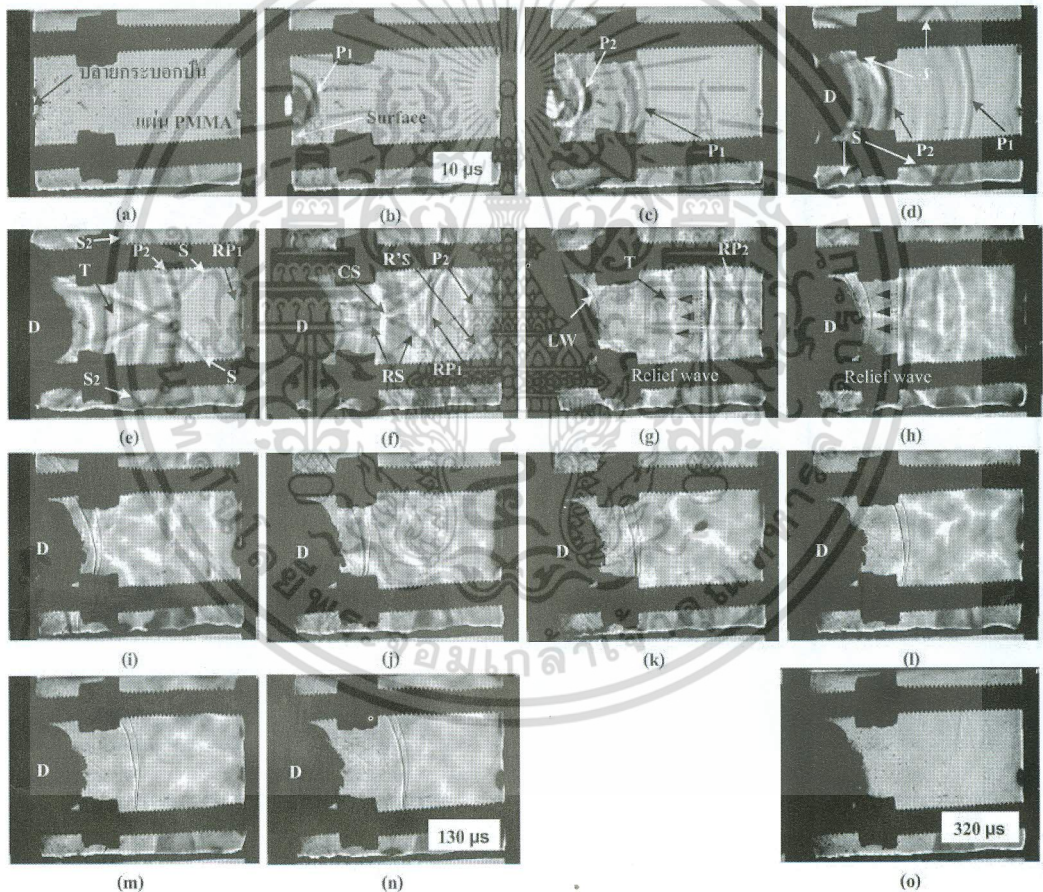 ปลายกระบอกปืน
แผ่น PMMA
(a)
P1
Surface
10 µs
(b)
P2
P1
(c)
D
S
S
P2
P1
(d)
S2
P2
S
RP1
T
D
S2
S
(e)
CS
R'S
P2
D
RS
RP1
(f)
T
RP2
LW
Relief wave
(g)
D
Relief wave
(h)
D
(i)
D
(j)
D
(k)
D
(l)
D
(m)
D
130 µs
(n)
320 µs
(o)